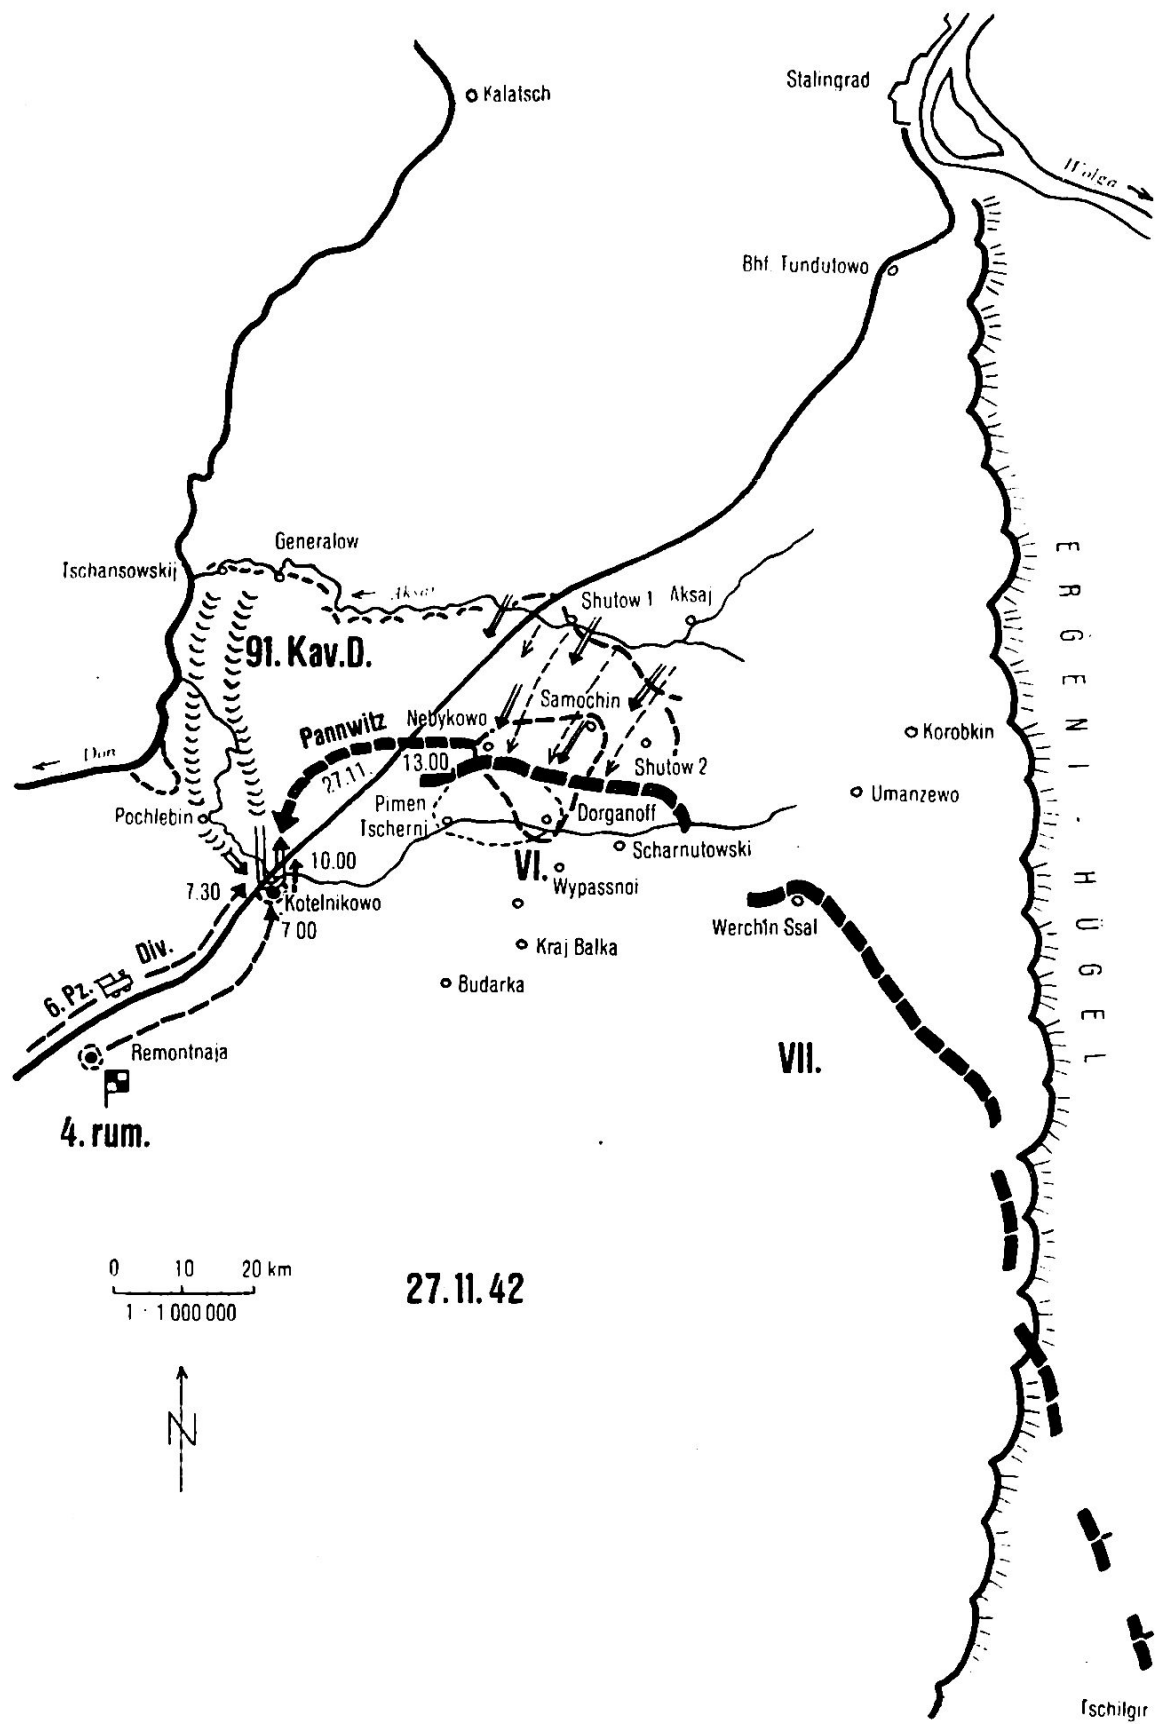 Stalingrad
Kalatsch
Wolga
Bhf. Tundutowo
Generalow
Tschansowskij
Aksai
Shutow 1
Aksaj
91. Kav.D.
Samochin
Pannwitz
Nebykowo
Korobkin
Don
27.11.
13.00
Shutow 2
Umanzewo
Pochlebin
Pimen
Tscherni
Dorganoff
Scharnutowski
10.00
VI.
Wypassnoi
7.30
Kotelnikowo
7 00
Werchin Ssal
Kraj Balka
6. Pz. Div.
Budarka
Remontnaja
VII.
4. rum.
ERGENI - HÜGEL
0 10 20 km
1 : 1 000 000
27.11.42
N
Tschilgir